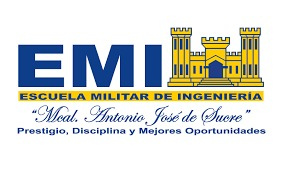 EMI
ESCUELA MILITAR DE INGENIERÍA
"Mcal. Antonio José de Sucre"
Prestigio, Disciplina y Mejores Oportunidades